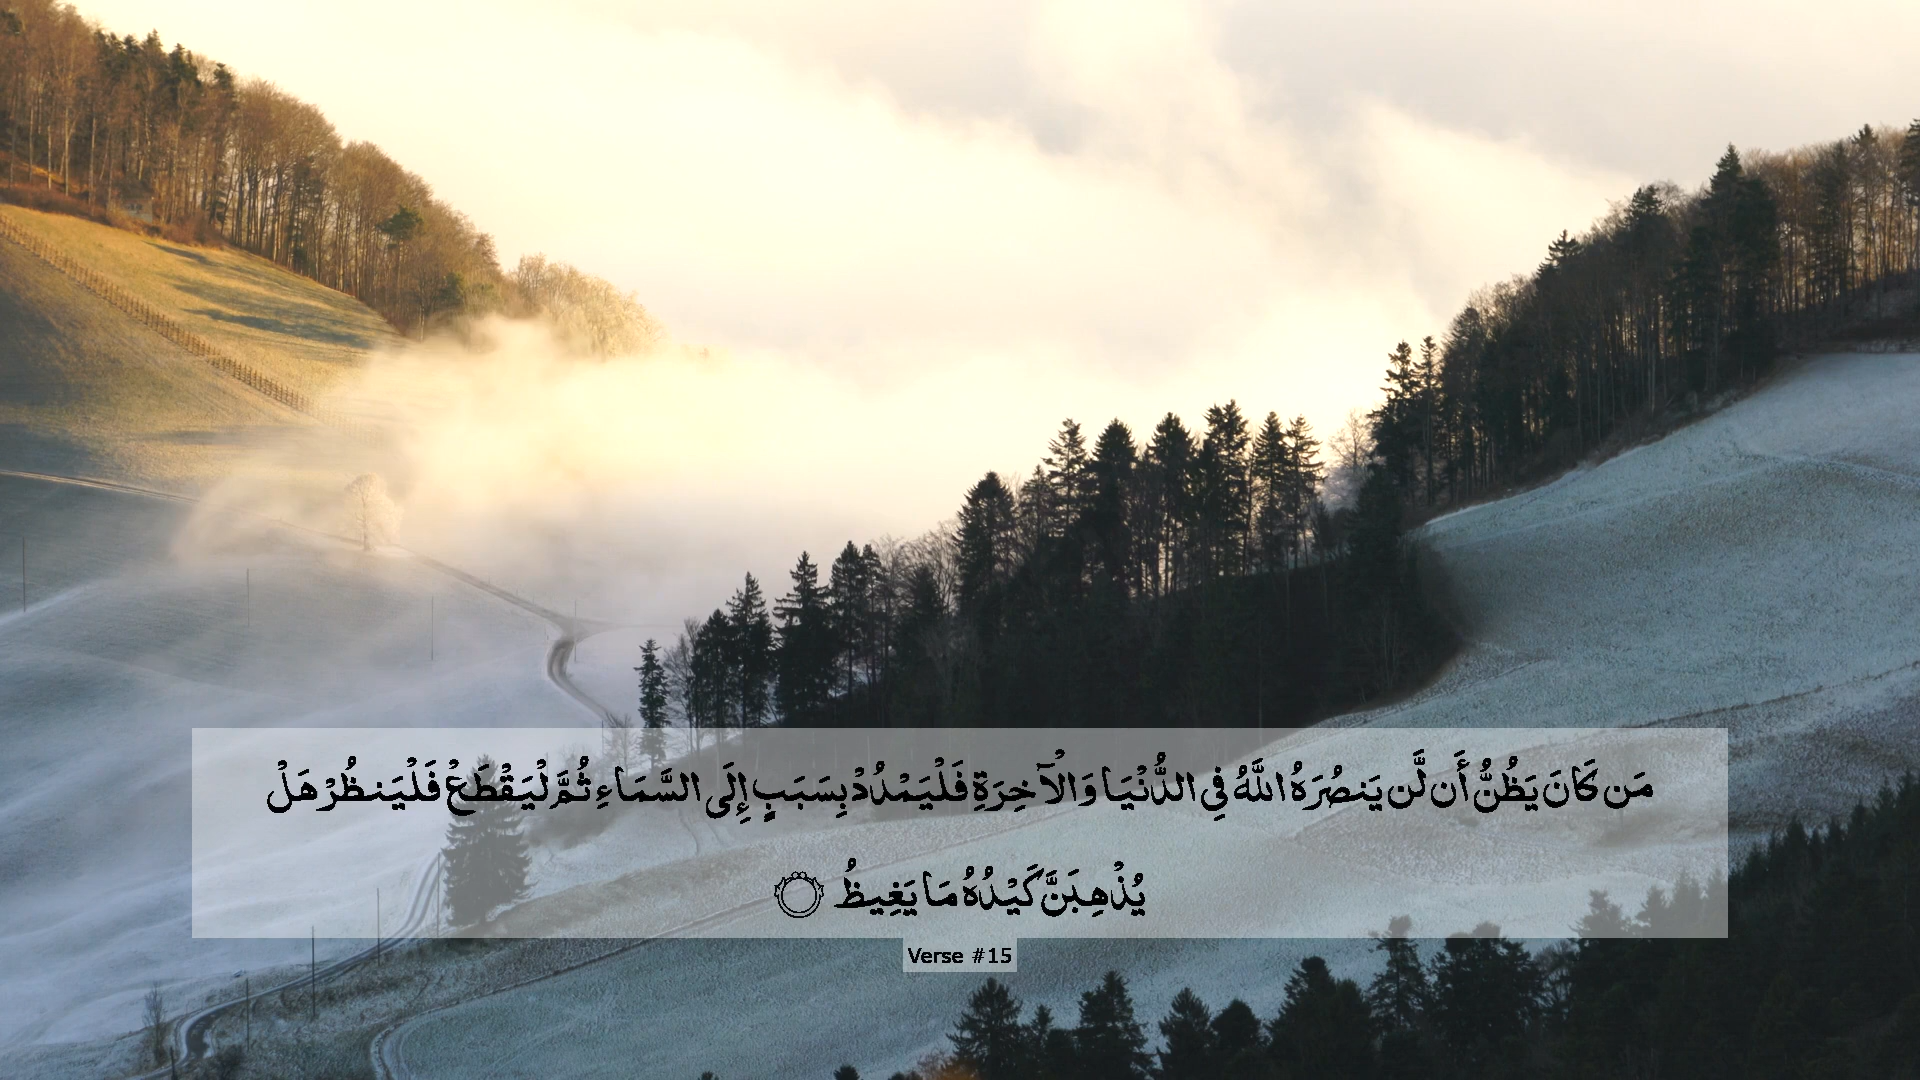 مَن كَانَ يَظُنُّ أَن لَّن يَنصُرَهُ اللَّهُ فِي الدُّنْيَا وَالْآخِرَةِ فَلْيَمْدُدْ بِسَبَبٍ إِلَى السَّمَاءِ ثُمَّ لْيَقْطَعْ فَلْيَنظُرْ هَلْ
يُذْهِبَنَّ كَيْدُهُ مَا يَغِيظُ ۝
Verse #15